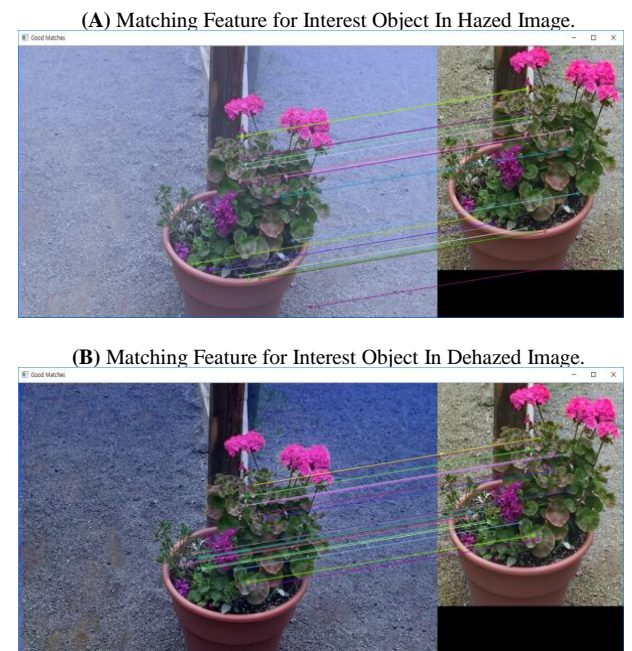 (A) Matching Feature for Interest Object In Hazed Image.
Good Matches
(B) Matching Feature for Interest Object In Dehazed Image.
Good Matches